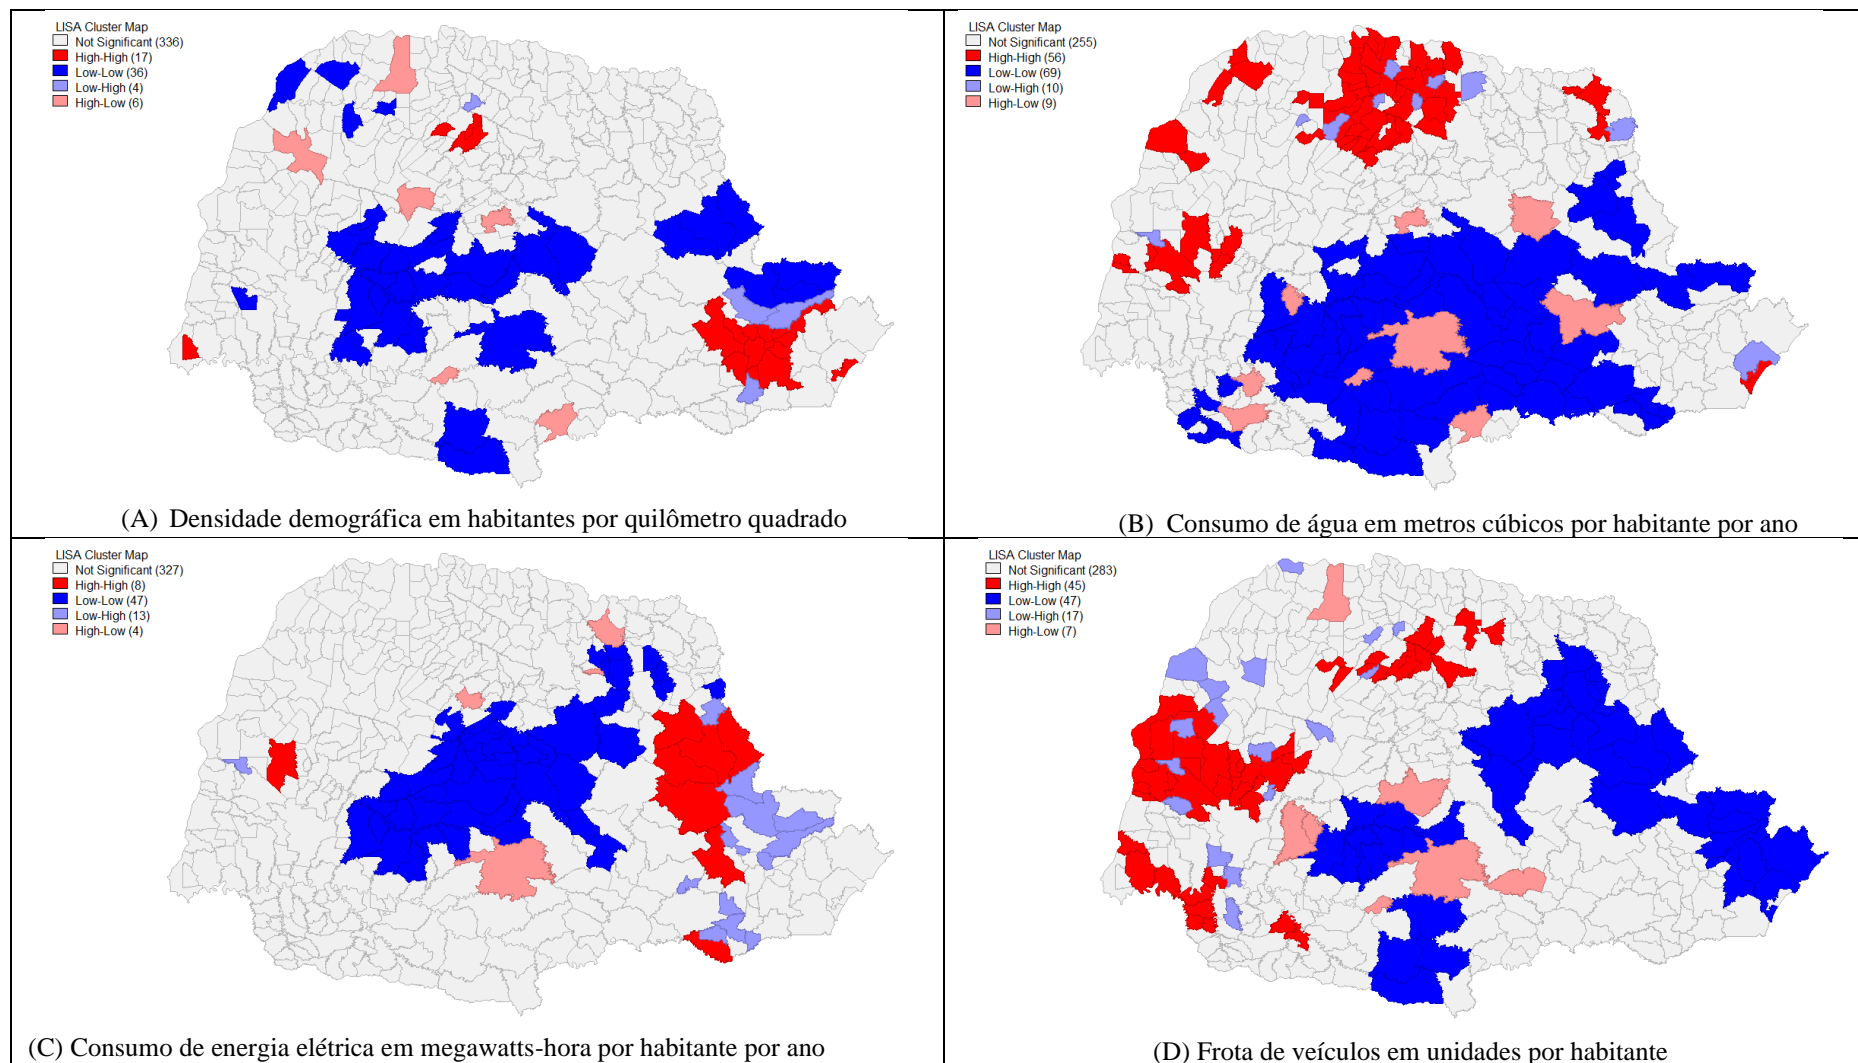 LISA Cluster Map
Not Significant (336)
High-High (17)
Low-Low (36)
Low-High (4)
High-Low (6)
(A) Densidade demográfica em habitantes por quilômetro quadrado
LISA Cluster Map
Not Significant (255)
High-High (56)
Low-Low (69)
Low-High (10)
High-Low (9)
(B) Consumo de água em metros cúbicos por habitante por ano
LISA Cluster Map
Not Significant (327)
High-High (8)
Low-Low (47)
Low-High (13)
High-Low (4)
(C) Consumo de energia elétrica em megawatts-hora por habitante por ano
LISA Cluster Map
Not Significant (283)
High-High (45)
Low-Low (47)
Low-High (17)
High-Low (7)
(D) Frota de veículos em unidades por habitante